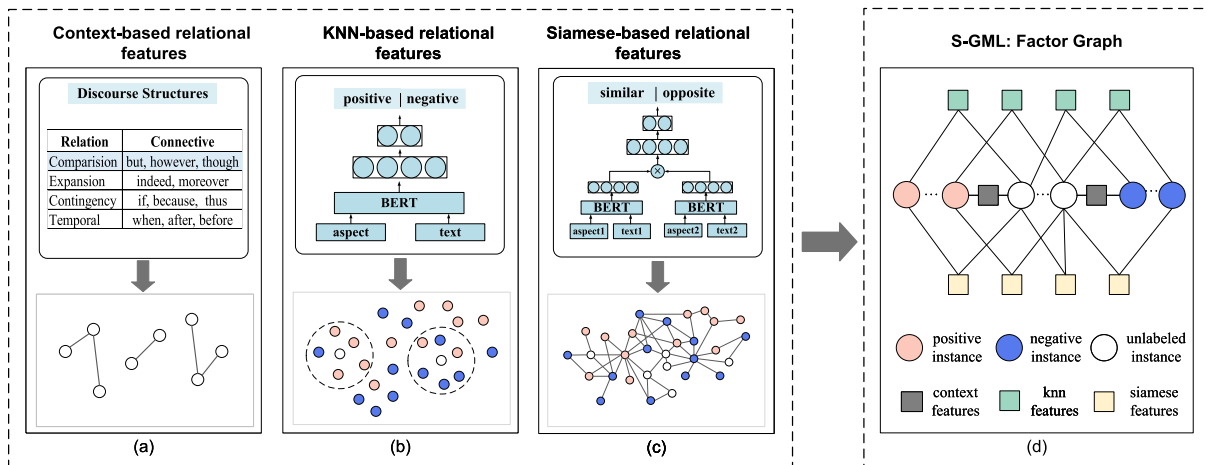 Context-based relational
features
Discourse Structures
Relation Connective
Comparision but, however, though
Expansion indeed, moreover
Contingency if, because, thus
Temporal when, after, before
(a)
KNN-based relational
features
positive | negative
BERT
aspect text
(b)
Siamese-based relational
features
similar | opposite
×
BERT BERT
aspect1 text1 aspect2 text2
(c)
S-GML: Factor Graph
positive
instance
negative
instance
unlabeled
instance
context
features
knn
features
siamese
features
(d)